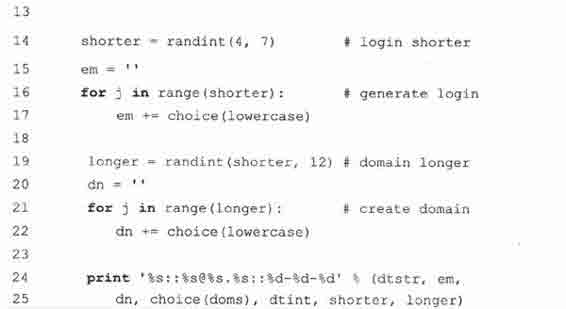 13
14 shorter = randint(4, 7) # login shorter
15 em = ''
16 for j in range(shorter): # generate login
17 em += choice(lowercase)
18
19 longer = randint(shorter, 12) # domain longer
20 dn = ''
21 for j in range(longer): # create domain
22 dn += choice(lowercase)
23
24 print '%s::%s@%s.%s::%d-%d-%d' % (dtstr, em,
25 dn, choice(doms), dtint, shorter, longer)